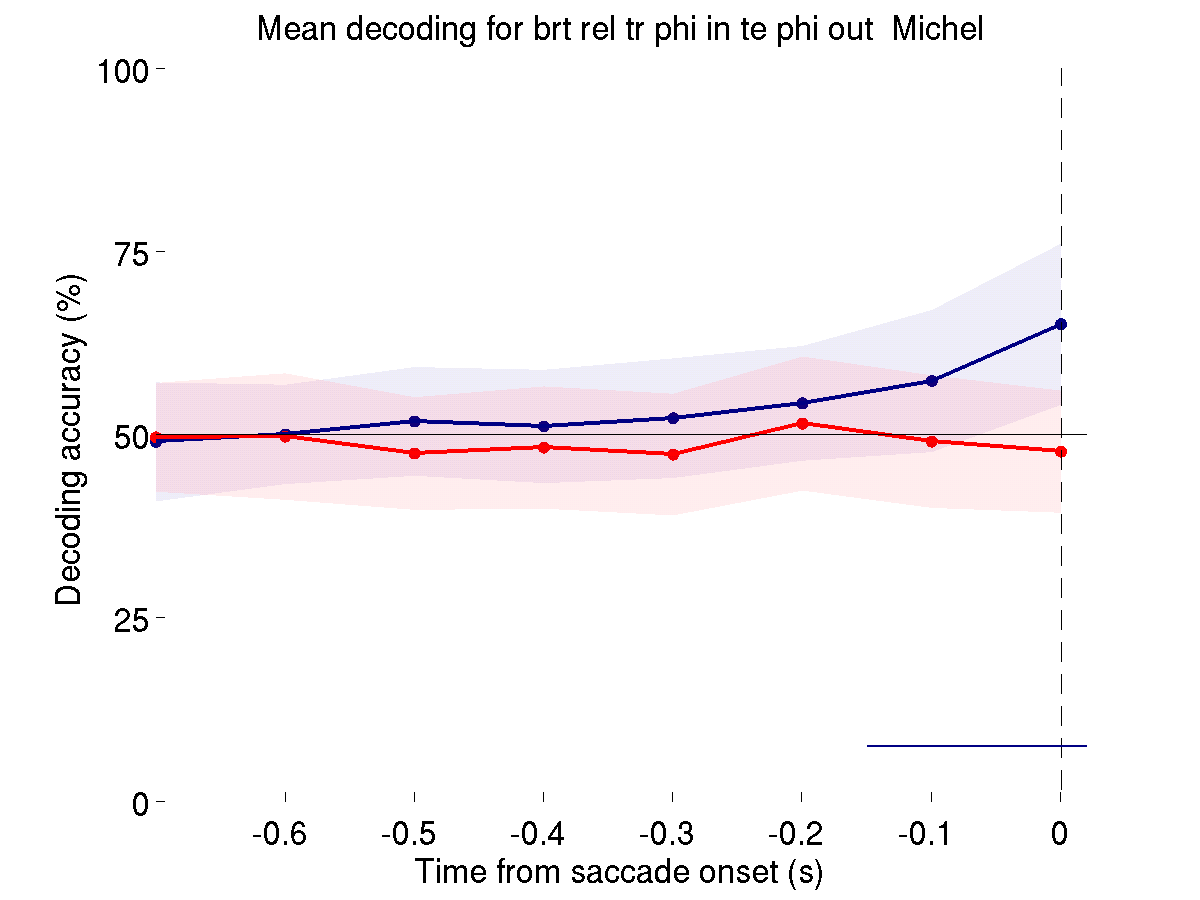 Mean decoding for brt rel tr phi in te phi out  Michel
100
75
50
25
0
Decoding accuracy (%)
-0.6 -0.5 -0.4 -0.3 -0.2 -0.1 0
Time from saccade onset (s)